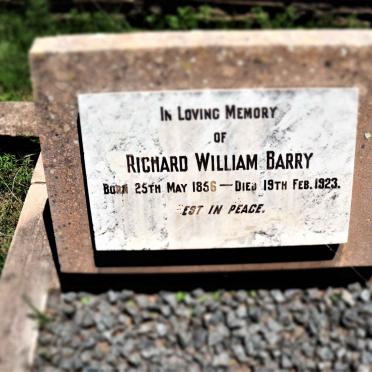 In Loving Memory
OF
Richard William Barry
Born 25th May 1856 — Died 19th Feb. 1923.
EST IN PEACE.